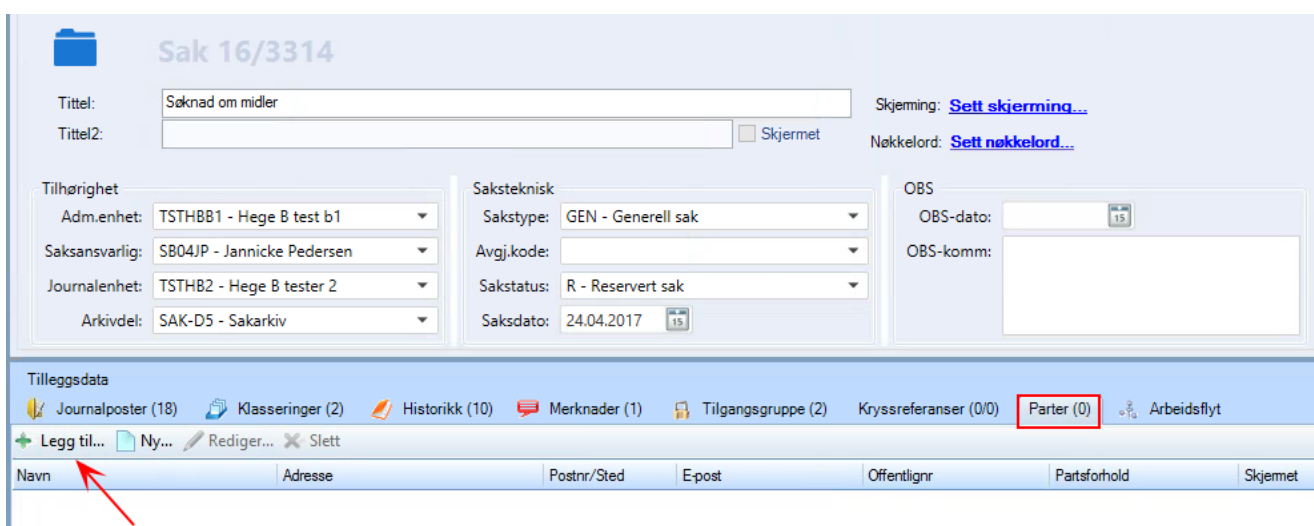 Sak 16/3314
Tittel: Søknad om midler
Skjerming: Sett skjerming...
Tittel2: Skjermet
Nøkkelord: Sett nøkkelord...
Tilhørighet Saksteknisk OBS
Adm.enhet: TSTHBB1 - Hege B test b1 Sakstype: GEN - Generell sak OBS-dato: 15
Saksansvarlig: SB04JP - Jannicke Pedersen Avgj.kode: OBS-komm:
Journalenhet: TSTHB2 - Hege B tester 2 Sakstatus: R - Reservert sak
Arkivdel: SAK-D5 - Sakarkiv Saksdato: 24.04.2017 15
Tilleggsdata
Journalposter (18) Klasseringer (2) Historikk (10) Merknader (1) Tilgangsgruppe (2) Kryssreferanser (0/0) Parter (0) Arbeidsflyt
Legg til... Ny... Rediger... Slett
Navn Adresse Postnr/Sted E-post Offentlignr Partsforhold Skjermet